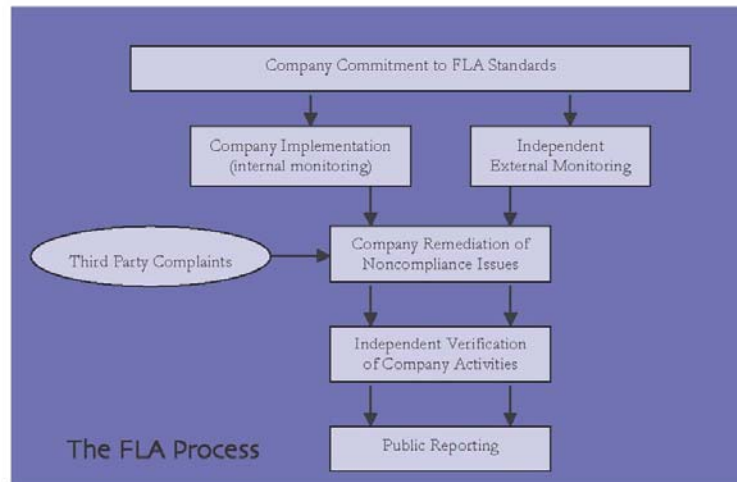 Company Commitment to FLA Standards
Company Implementation
(internal monitoring)
Independent
External Monitoring
Third Party Complaints
Company Remediation of
Noncompliance Issues
Independent Verification
of Company Activities
Public Reporting
The FLA Process